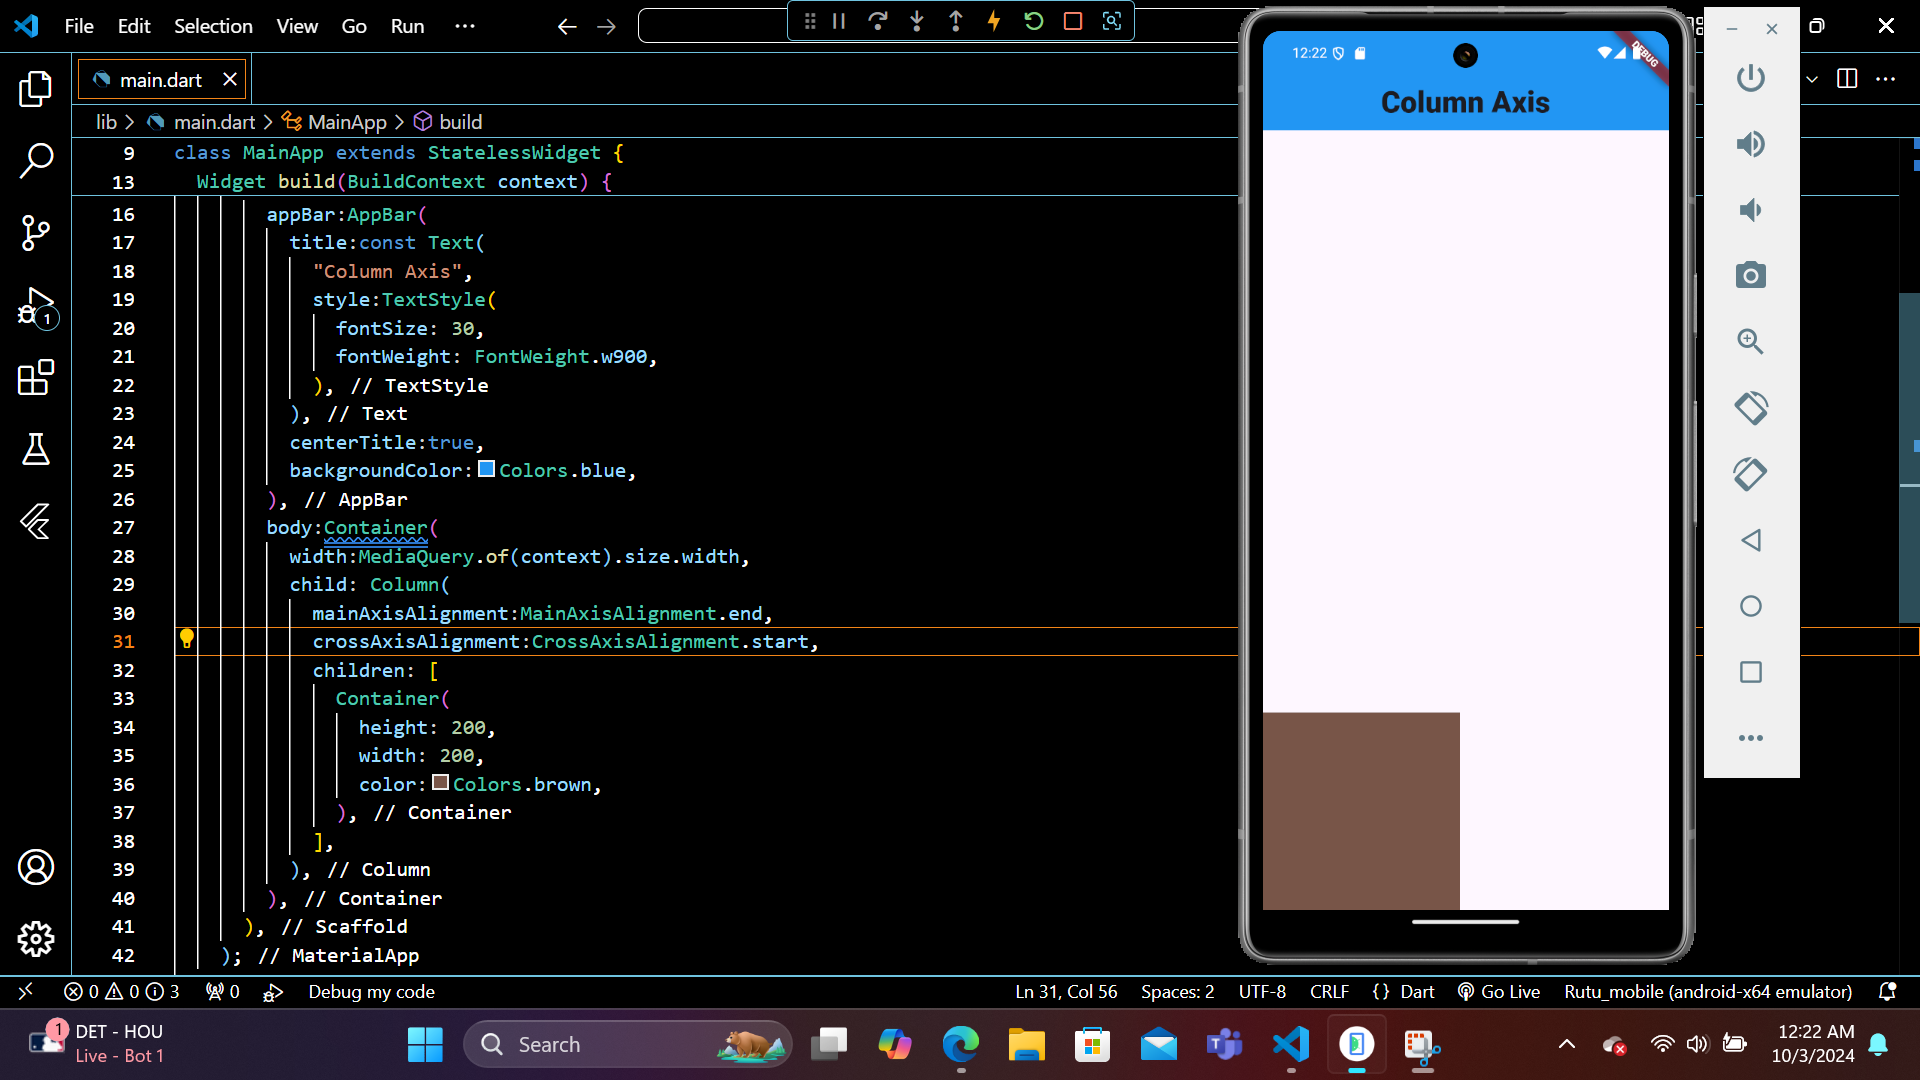 File Edit Selection View Go Run ···
main.dart
lib > main.dart > MainApp > build
9 class MainApp extends StatelessWidget {
13 Widget build(BuildContext context) {
16 appBar:AppBar(
17 title:const Text(
18 "Column Axis",
19 style:TextStyle(
20 fontSize: 30,
21 fontWeight: FontWeight.w900,
22 ), // TextStyle
23 ), // Text
24 centerTitle:true,
25 backgroundColor:Colors.blue,
26 ), // AppBar
27 body:Container(
28 width:MediaQuery.of(context).size.width,
29 child: Column(
30 mainAxisAlignment:MainAxisAlignment.end,
31 crossAxisAlignment:CrossAxisAlignment.start,
32 children: [
33 Container(
34 height: 200,
35 width: 200,
36 color:Colors.brown,
37 ), // Container
38 ],
39 ), // Column
40 ), // Container
41 ), // Scaffold
42 ); // MaterialApp
1
12:22
DEBUG
Column Axis
0 0 3 0 Debug my code Ln 31, Col 56 Spaces: 2 UTF-8 CRLF {} Dart Go Live Rutu_mobile (android-x64 emulator)
1
DET - HOU
Live - Bot 1
Search
12:22 AM
10/3/2024